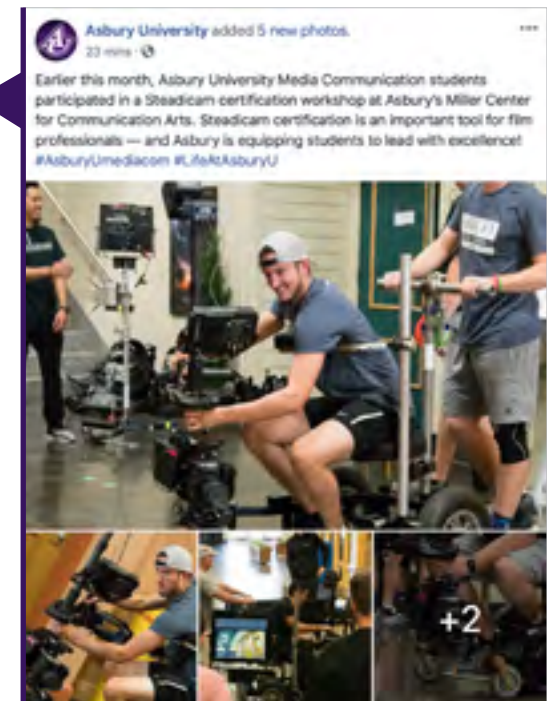 Asbury University added 5 new photos.
23 mins ·
Earlier this month, Asbury University Media Communication students
participated in a Steadicam certification workshop at Asbury's Miller Center
for Communication Arts. Steadicam certification is an important tool for film
professionals — and Asbury is equipping students to lead with excellence!
#AsburyUmediacom #LifeAtAsburyU
+2